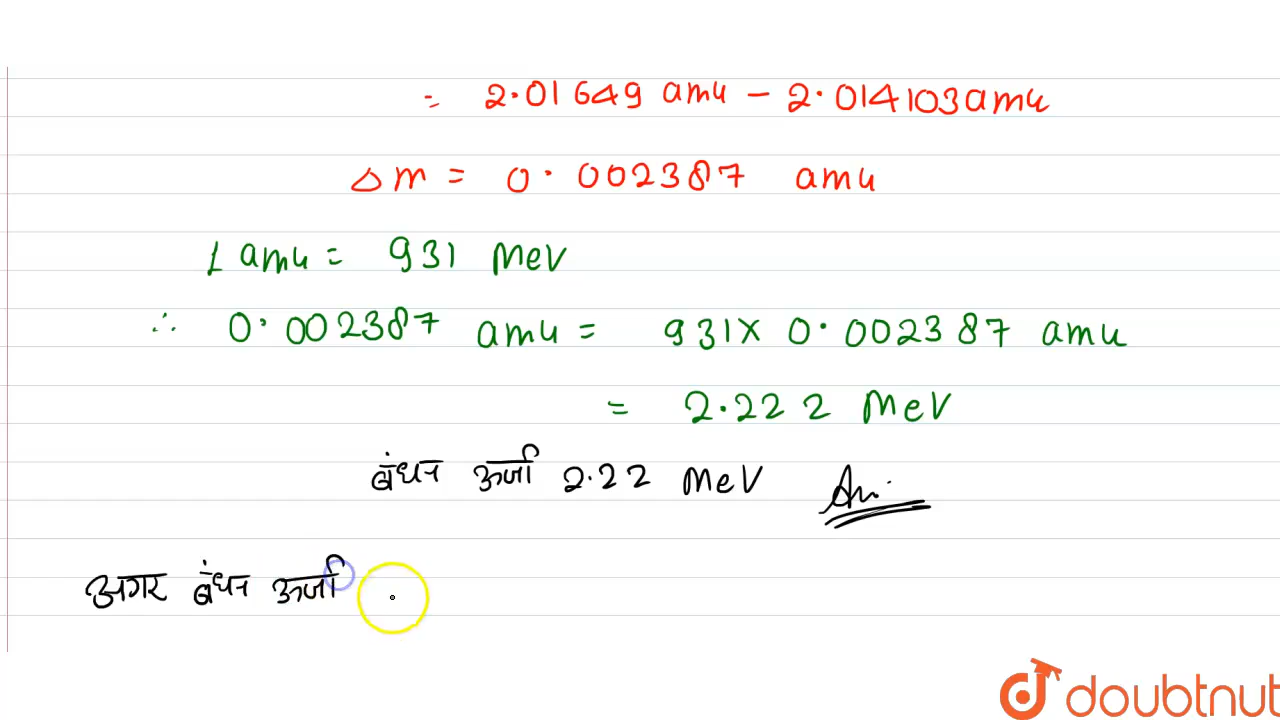 = 2.01649 amu - 2.014103 amu
Δm = 0.002387 amu
1 amu = 931 MeV
∴ 0.002387 amu = 931 x 0.002387 amu
= 2.222 MeV
बंधन ऊर्जा 2.22 MeV Ans.
अगर बंधन ऊर्जा
doubtnut